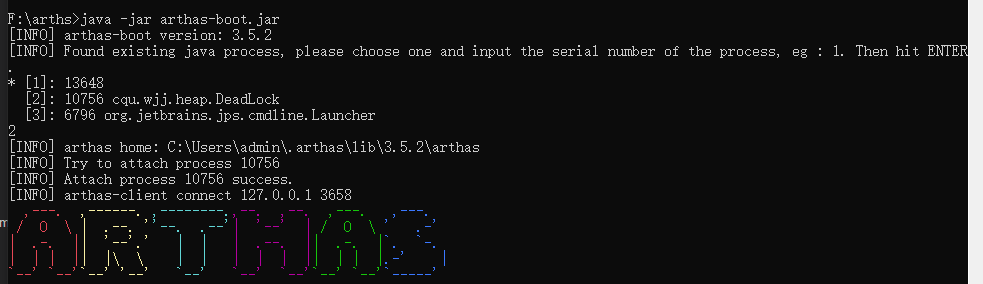 F:\arths>java -jar arthas-boot.jar
[INFO] arthas-boot version: 3.5.2
[INFO] Found existing java process, please choose one and input the serial number of the process, eg : 1. Then hit ENTER
.
* [1]: 13648
  [2]: 10756 cqu.wjj.heap.DeadLock
  [3]: 6796 org.jetbrains.jps.cmdline.Launcher
2
[INFO] arthas home: C:\Users\admin\.arthas\lib\3.5.2\arthas
[INFO] Try to attach process 10756
[INFO] Attach process 10756 success.
[INFO] arthas-client connect 127.0.0.1 3658
ARTHAS